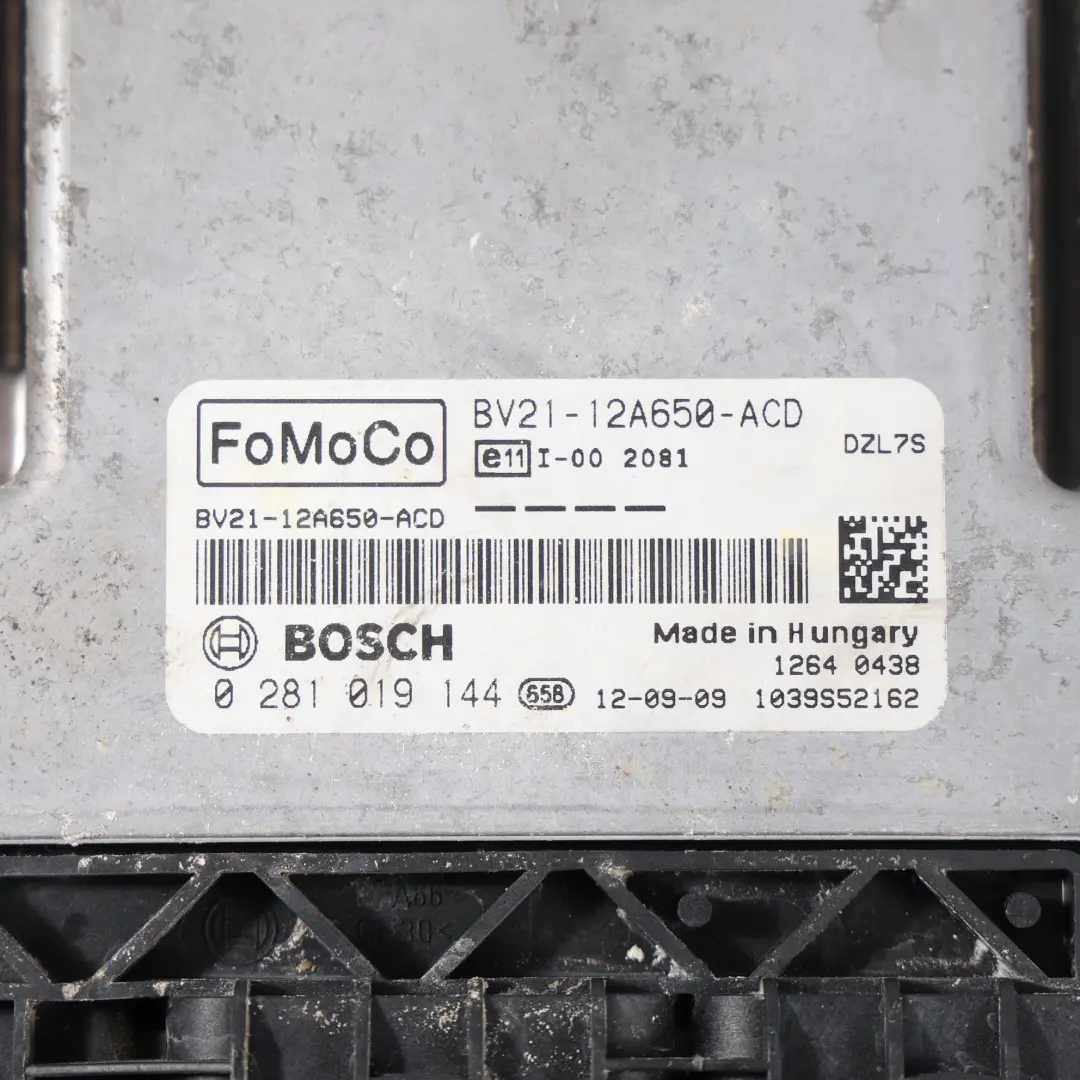 FoMoCo
BV21-12A650-ACD
e11 I-00 2081
DZL7S
BV21-12A650-ACD
BOSCH
Made in Hungary
1264 0438
0 281 019 144 65B 12-09-09 1039S52162